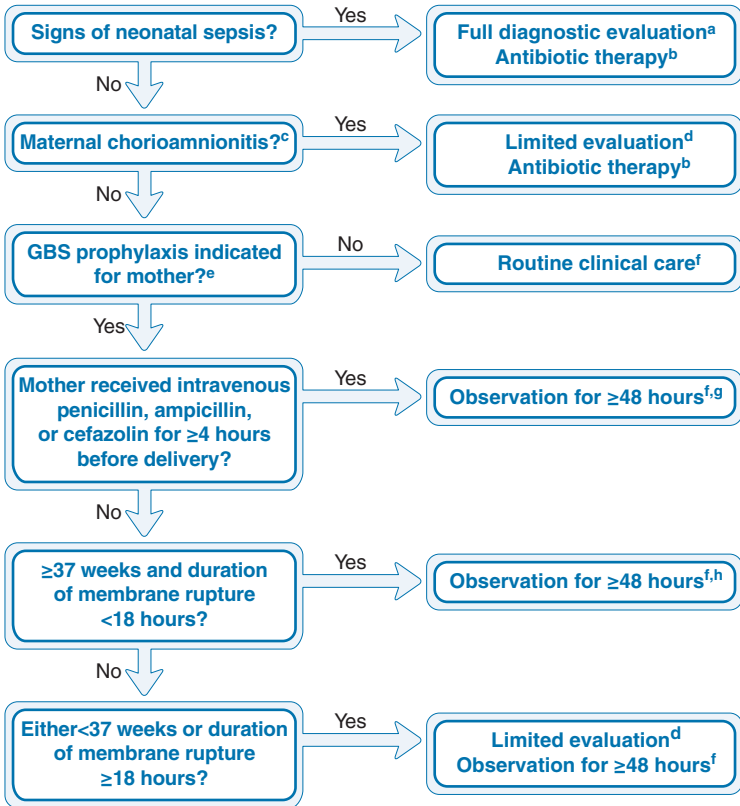 Signs of neonatal sepsis?
Yes
Full diagnostic evaluationᵃ
Antibiotic therapyᵇ
No
Maternal chorioamnionitis?ᶜ
Yes
Limited evaluationᵈ
Antibiotic therapyᵇ
No
GBS prophylaxis indicated
for mother?ᵉ
No
Routine clinical careᶠ
Yes
Mother received intravenous
penicillin, ampicillin,
or cefazolin for ≥4 hours
before delivery?
Yes
Observation for ≥48 hoursᶠ,ᵍ
No
≥37 weeks and duration
of membrane rupture
<18 hours?
Yes
Observation for ≥48 hoursᶠ,ʰ
No
Either<37 weeks or duration
of membrane rupture
≥18 hours?
Yes
Limited evaluationᵈ
Observation for ≥48 hoursᶠ